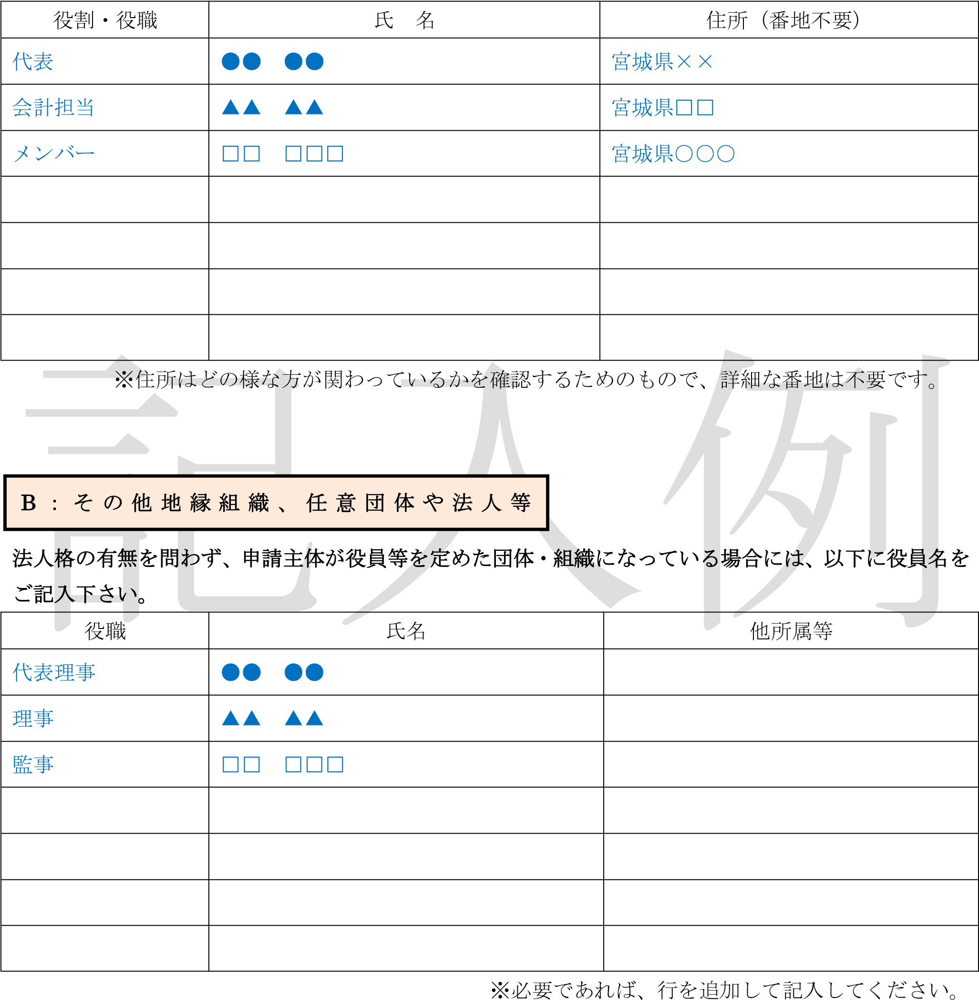 役割・役職 氏　名 住所（番地不要）
代表 ●●　●● 宮城県××
会計担当 ▲▲　▲▲ 宮城県□□
メンバー □□　□□□ 宮城県○○○
※住所はどの様な方が関わっているかを確認するためのもので、詳細な番地は不要です。
記入例
B：その他地縁組織、任意団体や法人等
法人格の有無を問わず、申請主体が役員等を定めた団体・組織になっている場合には、以下に役員名を
ご記入下さい。
役職 氏名 他所属等
代表理事 ●●　●●
理事 ▲▲　▲▲
監事 □□　□□□
※必要であれば、行を追加して記入してください。